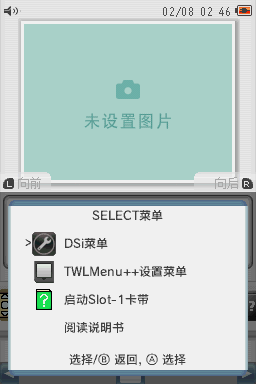 02/08 02 46
未设置图片
L 向前
向后 R
SELECT菜单
>DSi菜单
TWLMenu++设置菜单
? 启动Slot-1卡带
阅读说明书
选择/Ⓑ 返回, Ⓐ 选择